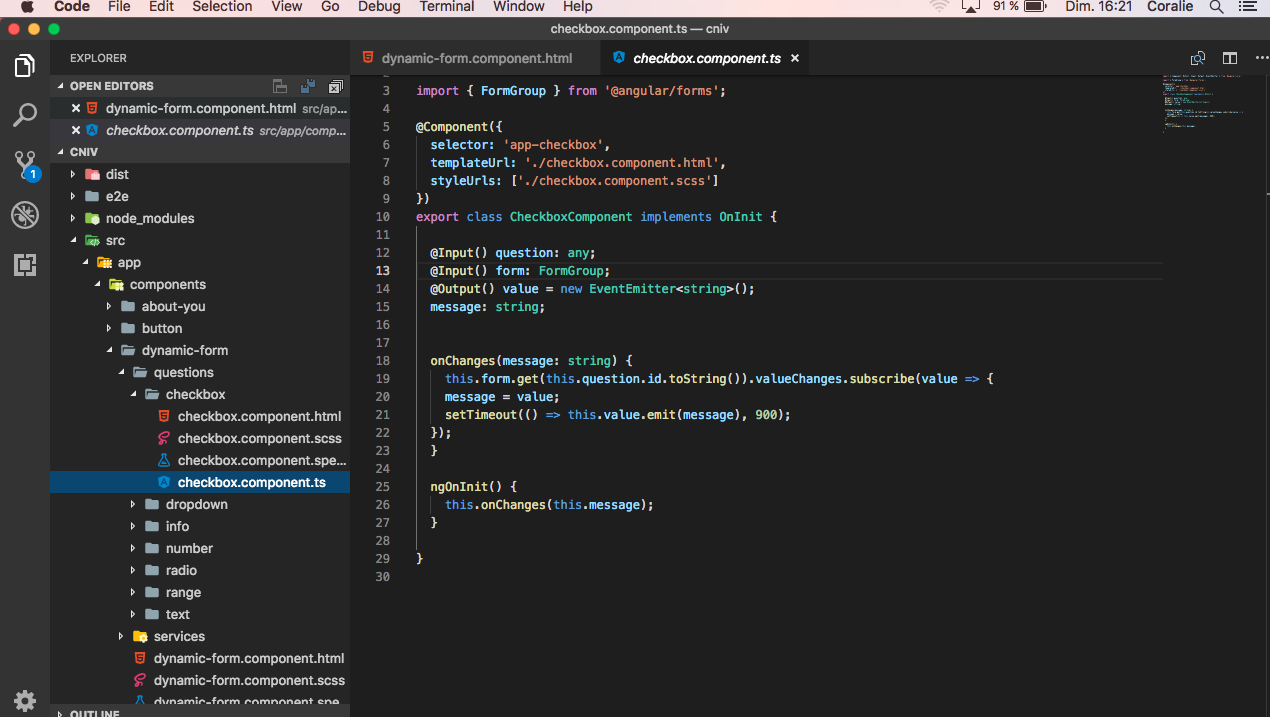 Code File Edit Selection View Go Debug Terminal Window Help 91 % Dim. 16:21 Coralie
checkbox.component.ts — cniv
EXPLORER
OPEN EDITORS
dynamic-form.component.html src/ap...
checkbox.component.ts src/app/comp...
1
CNIV
dist
e2e
node_modules
src
app
components
about-you
button
dynamic-form
questions
checkbox
checkbox.component.html
checkbox.component.scss
checkbox.component.spe...
checkbox.component.ts
dropdown
info
number
radio
range
text
services
dynamic-form.component.html
dynamic-form.component.scss
dynamic-form.component.spe
OUTLINE
dynamic-form.component.html checkbox.component.ts
3 import { FormGroup } from '@angular/forms';
4
5 @Component({
6 selector: 'app-checkbox',
7 templateUrl: './checkbox.component.html',
8 styleUrls: ['./checkbox.component.scss']
9 })
10 export class CheckboxComponent implements OnInit {
11
12 @Input() question: any;
13 @Input() form: FormGroup;
14 @Output() value = new EventEmitter<string>();
15 message: string;
16
17
18 onChanges(message: string) {
19 this.form.get(this.question.id.toString()).valueChanges.subscribe(value => {
20 message = value;
21 setTimeout(() => this.value.emit(message), 900);
22 });
23 }
24
25 ngOnInit() {
26 this.onChanges(this.message);
27 }
28
29 }
30